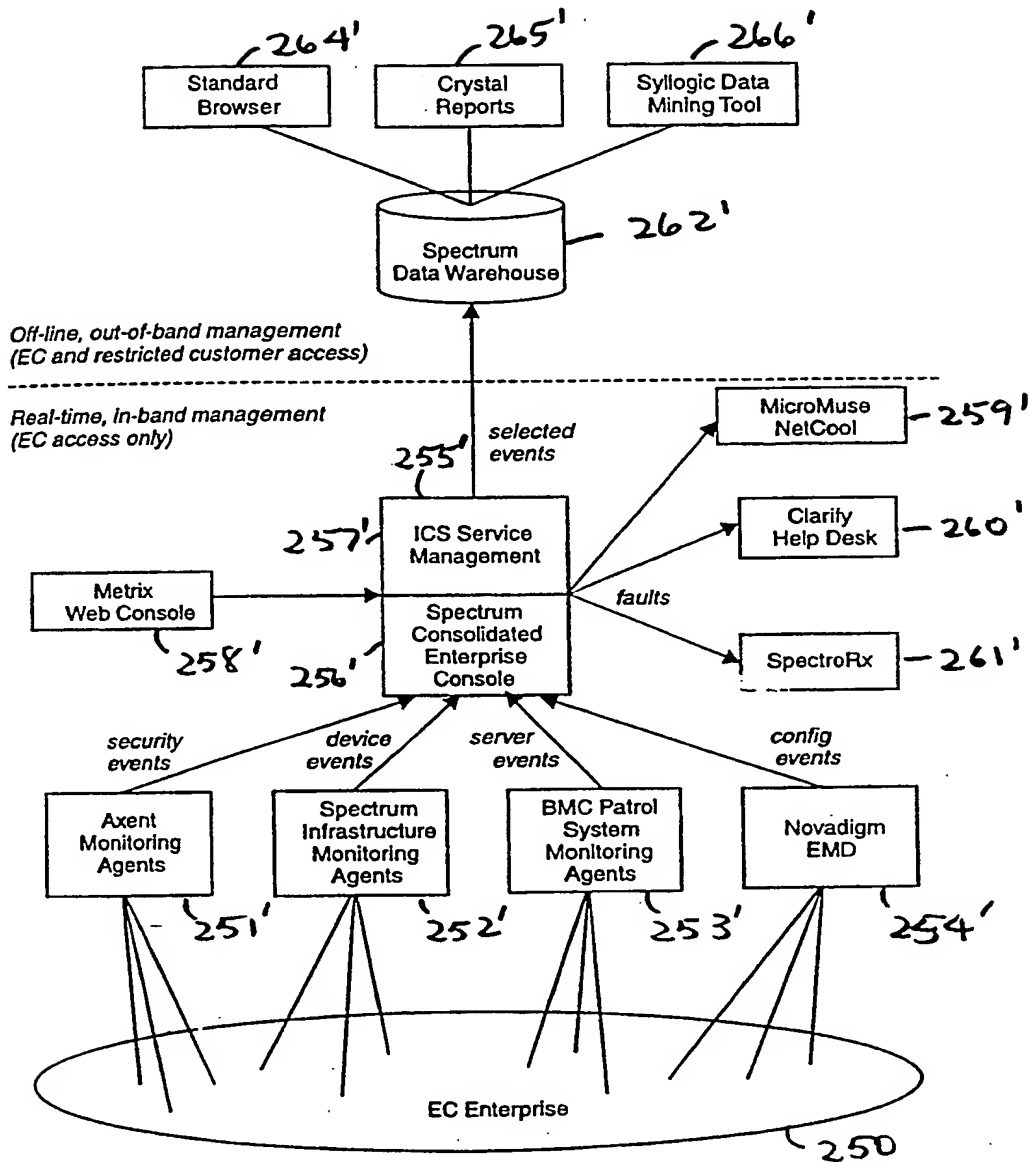 264'
265'
266'
Standard
Browser
Crystal
Reports
Syllogic Data
Mining Tool
Spectrum
Data Warehouse
262'
Off-line, out-of-band management
(EC and restricted customer access)
Real-time, in-band management
(EC access only)
selected
events
MicroMuse
NetCool
259'
255'
257'
ICS Service
Management
Clarify
Help Desk
260'
Metrix
Web Console
258'
256'
Spectrum
Consolidated
Enterprise
Console
faults
SpectroRx
261'
security
events
device
events
server
events
config
events
Axent
Monitoring
Agents
Spectrum
Infrastructure
Monitoring
Agents
BMC Patrol
System
Monitoring
Agents
Novadigm
EMD
251'
252'
253'
254'
EC Enterprise
250